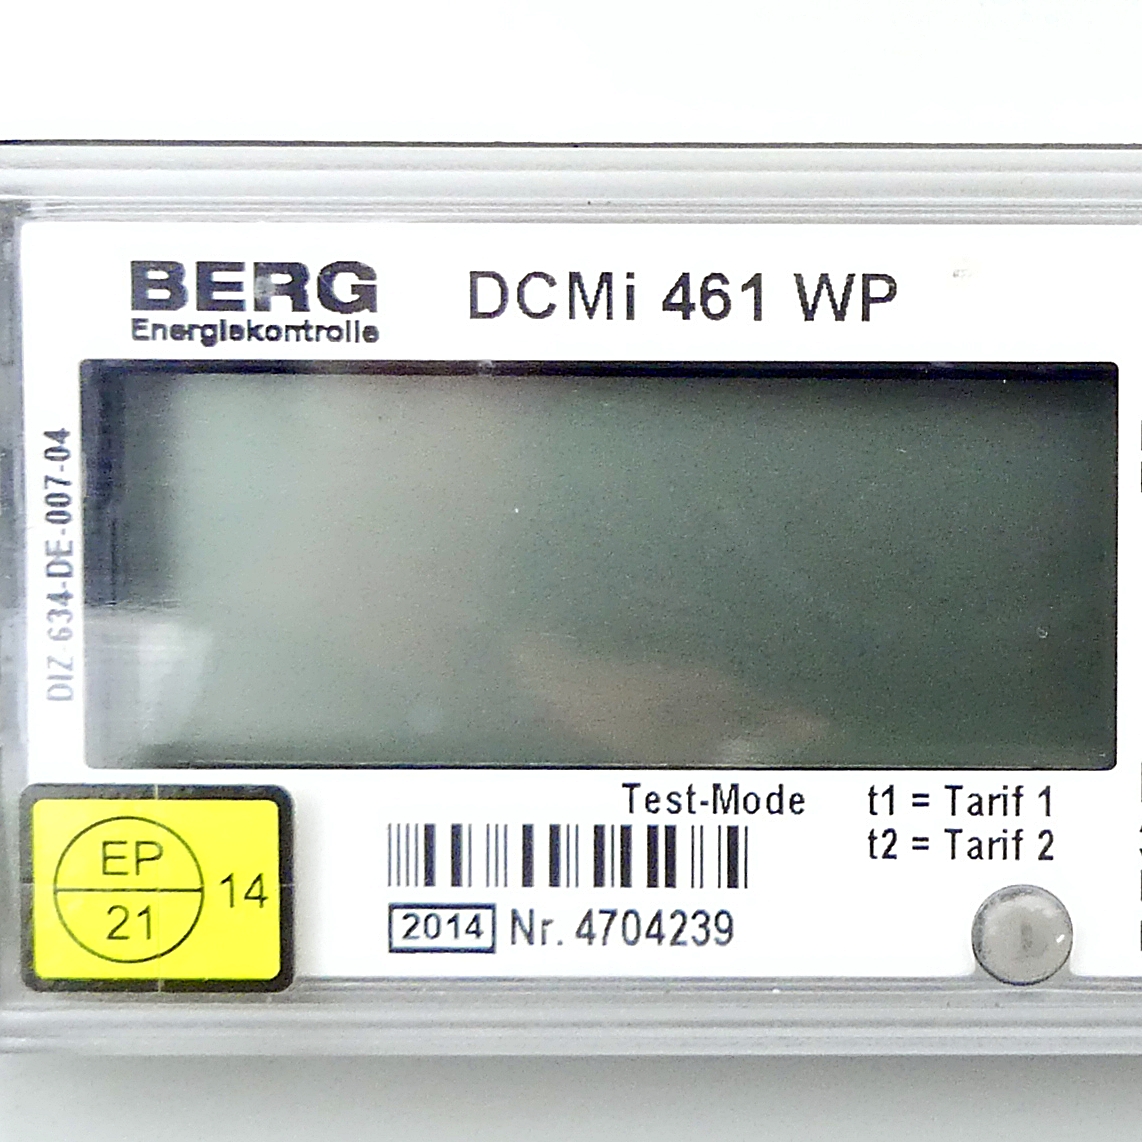 BERG
Energiekontrolle
DCMi 461 WP
DIZ-634-DE-007-04
Test-Mode
t1 = Tarif 1
t2 = Tarif 2
EP
21
14
2014 Nr. 4704239